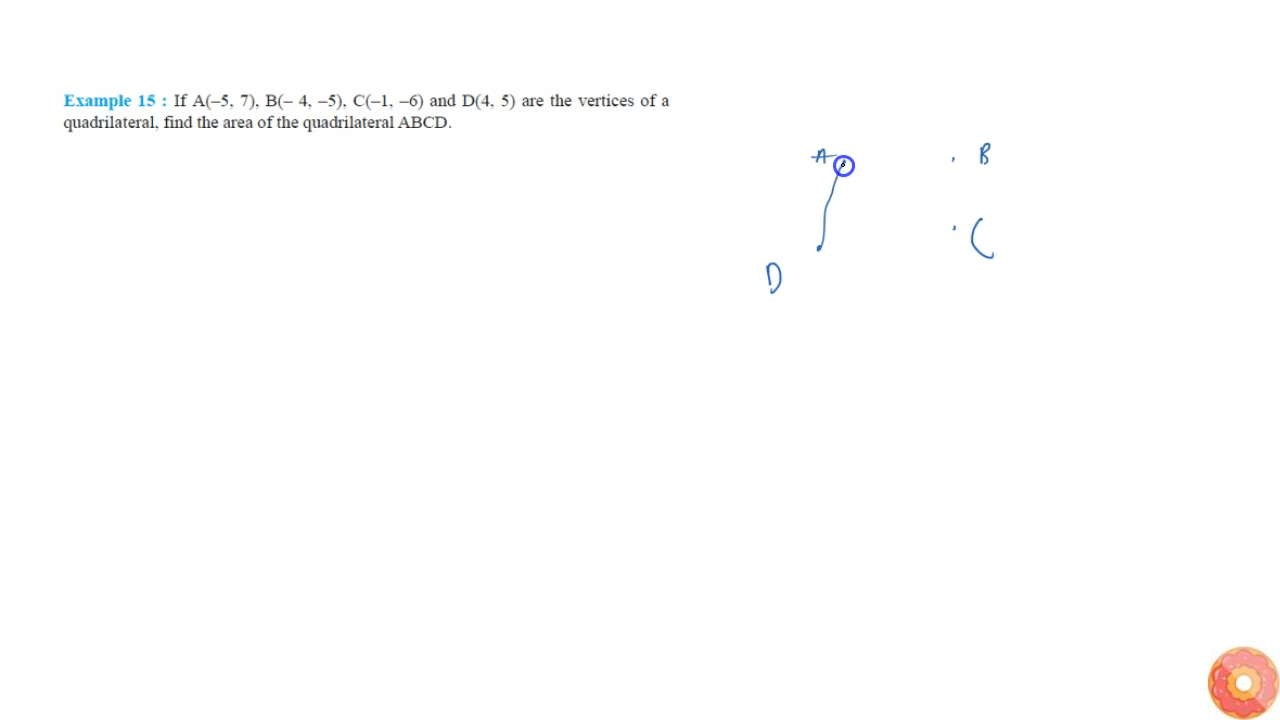 Example 15 : If A(–5, 7), B(– 4, –5), C(–1, –6) and D(4, 5) are the vertices of a
quadrilateral, find the area of the quadrilateral ABCD.
A
B
C
D